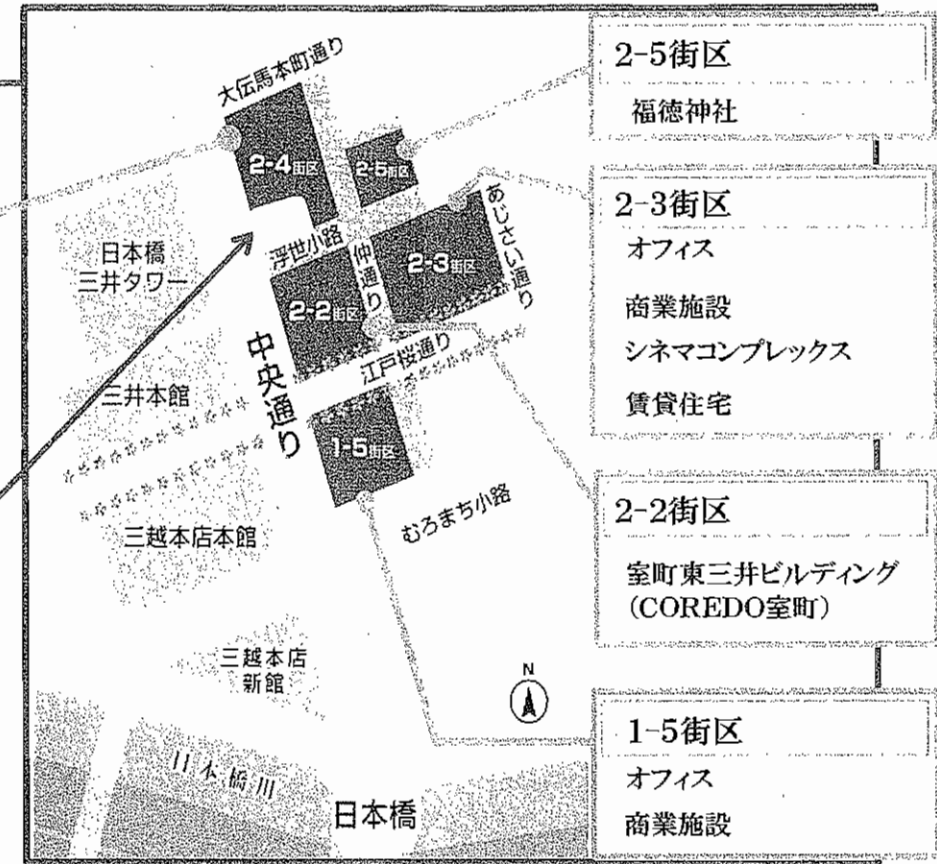 大伝馬本町通り
2-4街区
2-5街区
あじさい通り
日本橋
三井タワー
浮世小路
仲通り
2-3街区
2-2街区
中央通り
江戸桜通り
三井本館
1-5街区
むろまち小路
三越本店本館
三越本店
新館
N
日本橋川
日本橋
2-5街区
福徳神社
2-3街区
オフィス
商業施設
シネマコンプレックス
賃貸住宅
2-2街区
室町東三井ビルディング
(COREDO室町)
1-5街区
オフィス
商業施設